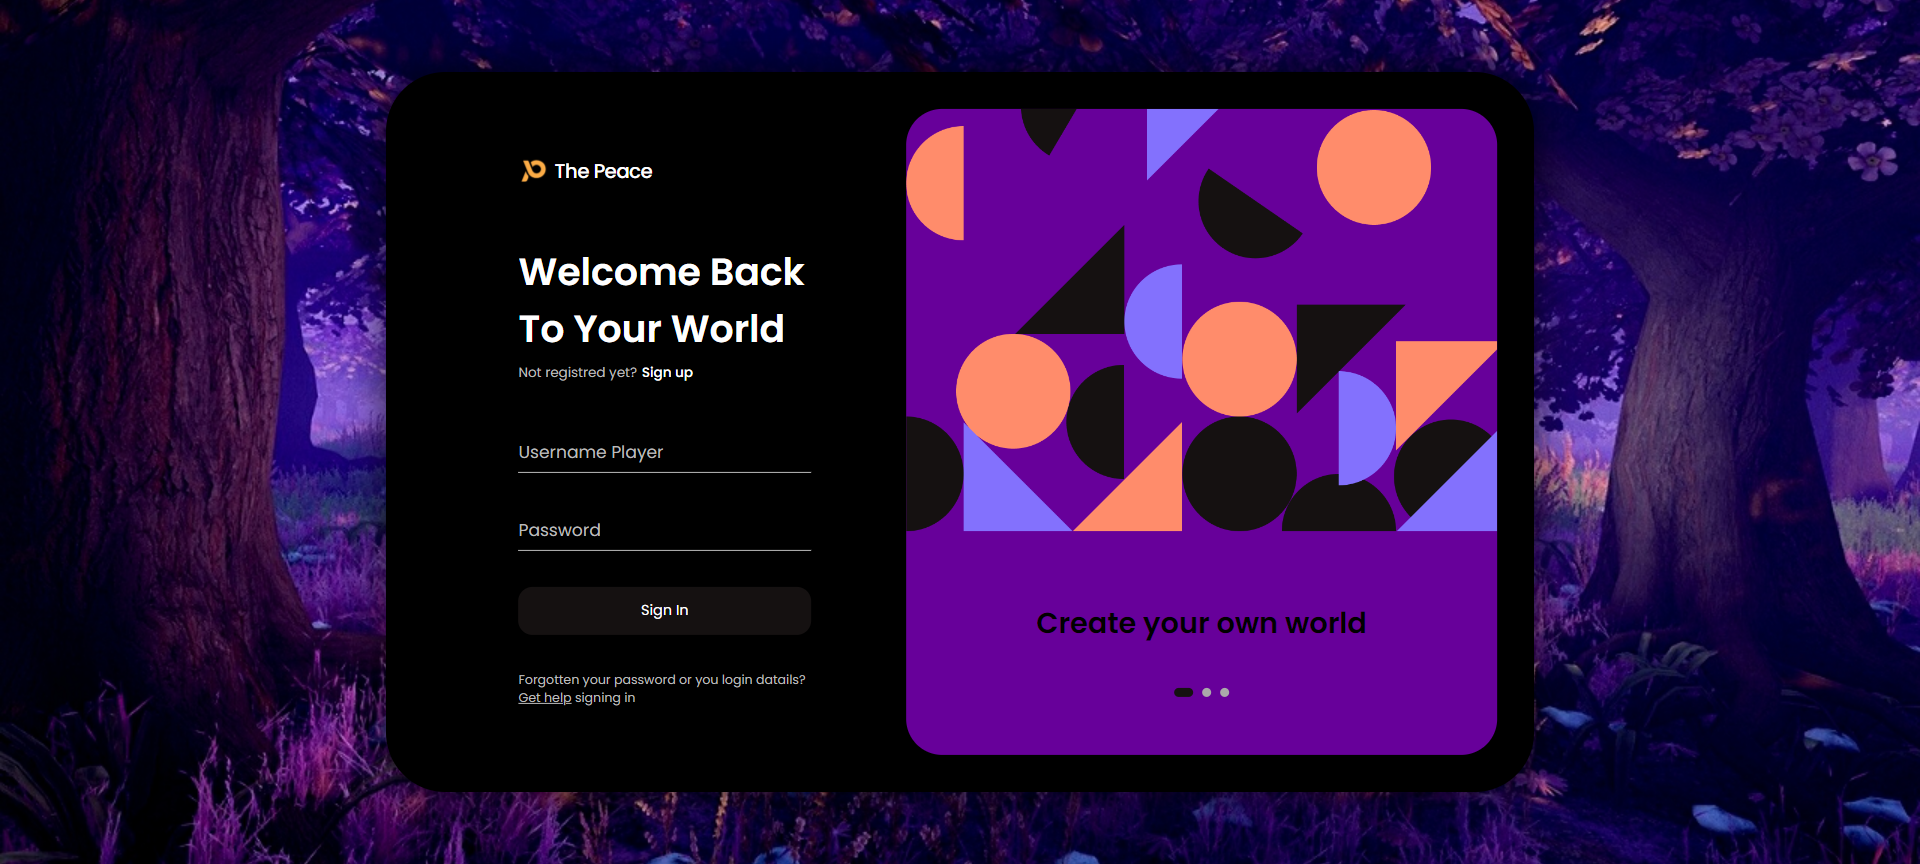 The Peace
Welcome Back
To Your World
Not registred yet? Sign up
Username Player
Password
Sign In
Forgotten your password or you login datails?
Get help signing in
Create your own world